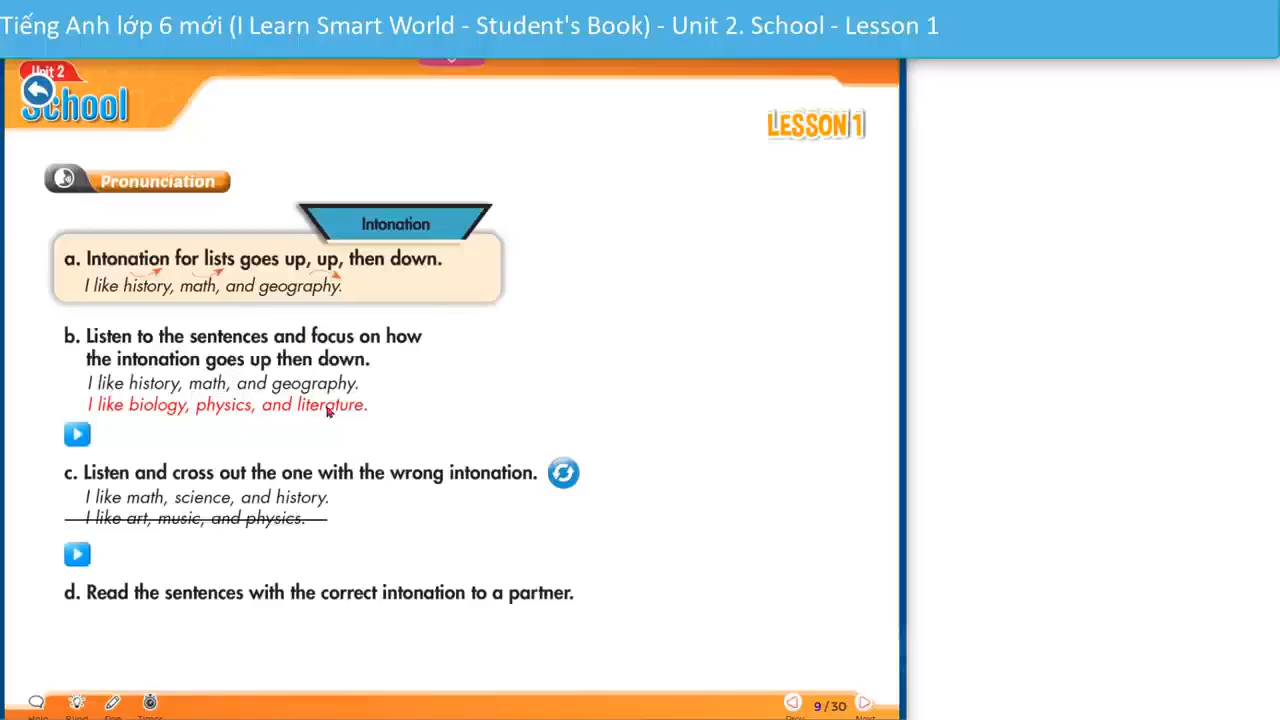 Tiếng Anh lớp 6 mới (I Learn Smart World - Student's Book) - Unit 2. School - Lesson 1
Unit 2
School
LESSON 1
Pronunciation
Intonation
a. Intonation for lists goes up, up, then down.
I like history, math, and geography.
b. Listen to the sentences and focus on how
the intonation goes up then down.
I like history, math, and geography.
I like biology, physics, and literature.
c. Listen and cross out the one with the wrong intonation.
I like math, science, and history.
I like art, music, and physics.
d. Read the sentences with the correct intonation to a partner.
9 / 30